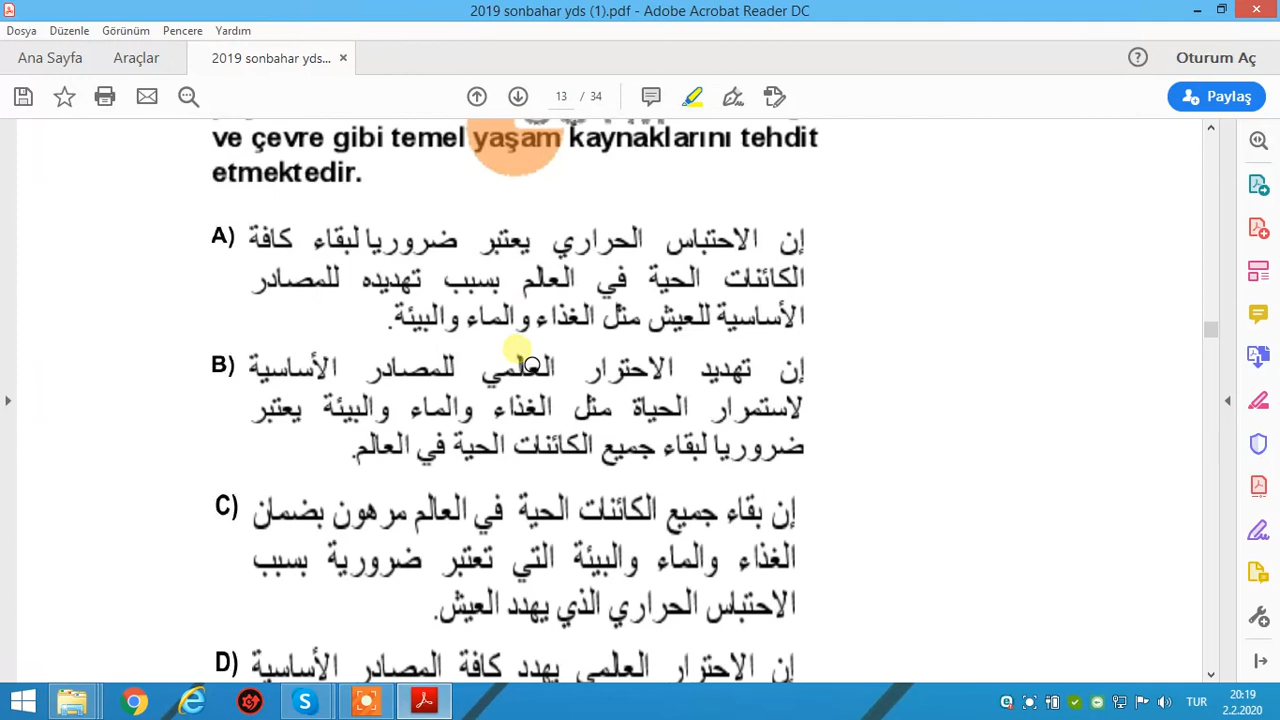 2019 sonbahar yds (1).pdf - Adobe Acrobat Reader DC
Dosya Düzenle Görünüm Pencere Yardım
Ana Sayfa Araçlar 2019 sonbahar yds... × Oturum Aç
13 / 34 Paylaş
ve çevre gibi temel yaşam kaynaklarını tehdit
etmektedir.
A) إن الاحتباس الحراري يعتبر ضروريا لبقاء كافة
الكائنات الحية في العالم بسبب تهديده للمصادر
الأساسية للعيش مثل الغذاء والماء والبيئة.
B) إن تهديد الاحترار العالمي للمصادر الأساسية
لاستمرار الحياة مثل الغذاء والماء والبيئة يعتبر
ضروريا لبقاء جميع الكائنات الحية في العالم.
C) إن بقاء جميع الكائنات الحية في العالم مرهون بضمان
الغذاء والماء والبيئة التي تعتبر ضرورية بسبب
الاحتباس الحراري الذي يهدد العيش.
D) إن الاحترار العالمي يهدد كافة المصادر الأساسية
TUR
20:19
2.2.2020